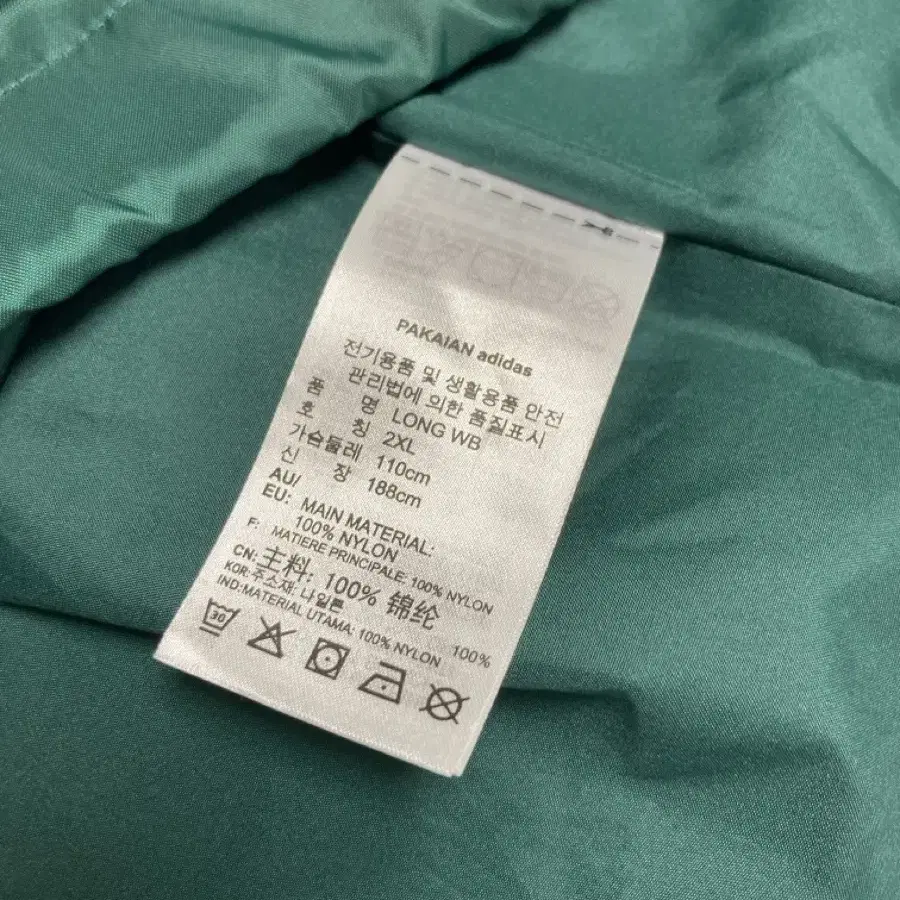 PAKAIAN adidas
전기용품 및 생활용품 안전
관리법에 의한 품질표시
품 명 LONG WB
호 칭 2XL
가슴둘레 110cm
신 장 188cm
AU/
EU: MAIN MATERIAL:
100% NYLON
F: MATIERE PRINCIPALE: 100% NYLON
CN: 主料: 100% 锦纶
KOR: 주소재, 나일론 100%
IND:MATERIAL UTAMA: 100% NYLON
30